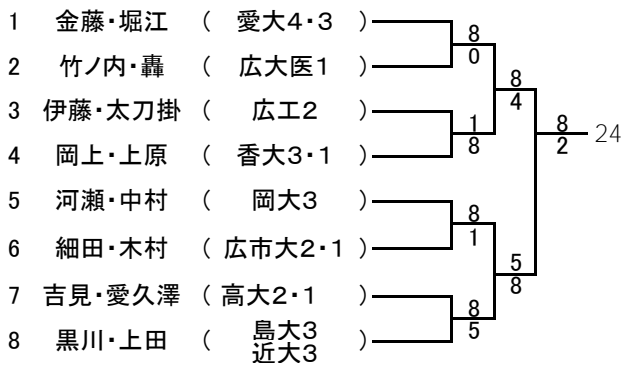 1 金藤・堀江 ( 愛大4・3 )
2 竹ノ内・轟 ( 広大医1 )
3 伊藤・太刀掛 ( 広工2 )
4 岡上・上原 ( 香大3・1 )
5 河瀬・中村 ( 岡大3 )
6 細田・木村 ( 広市大2・1 )
7 吉見・愛久澤 ( 高大2・1 )
8 黒川・上田 ( 島大3 近大3 )
8
0
1
8
8
1
8
5
8
4
5
8
8
2
24